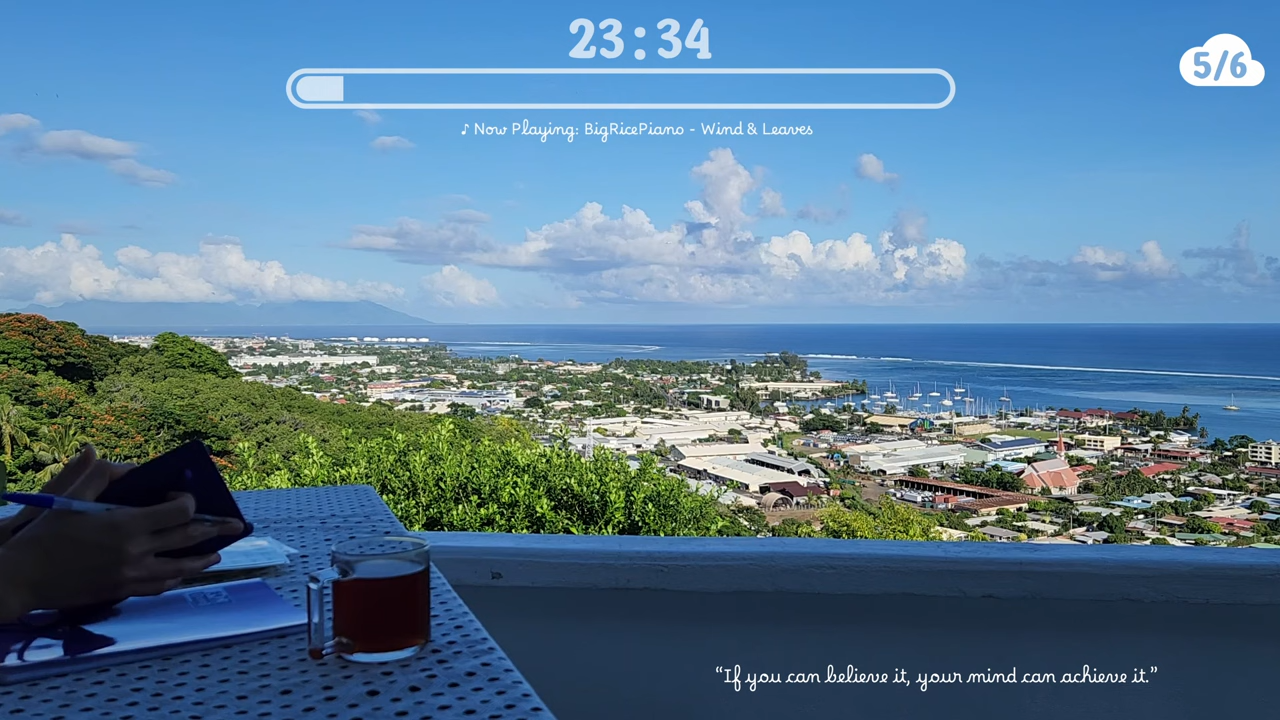 23:34
5/6
♪ Now Playing: BigRicePiano - Wind & Leaves
“If you can believe it, your mind can achieve it.”